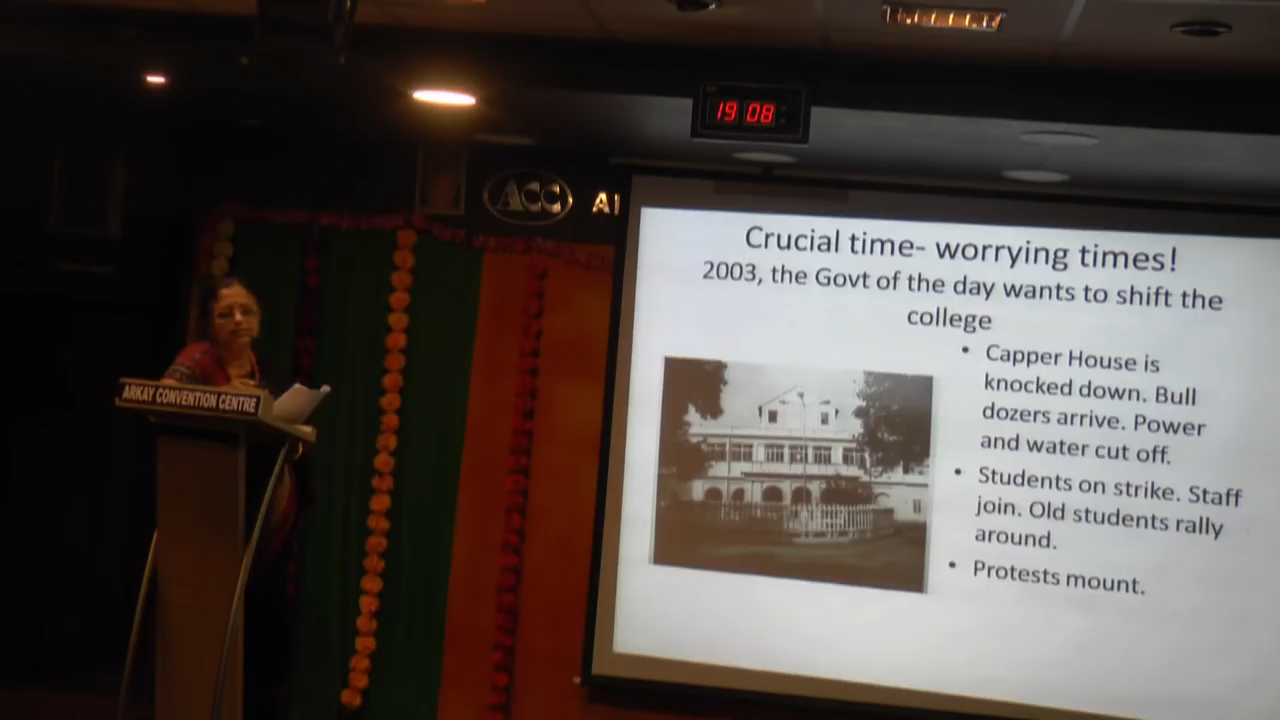 19 08
ACC
ARKAY CONVENTION CENTRE
Crucial time- worrying times!
2003, the Govt of the day wants to shift the
college
• Capper House is
knocked down. Bull
dozers arrive. Power
and water cut off.
• Students on strike. Staff
join. Old students rally
around.
• Protests mount.